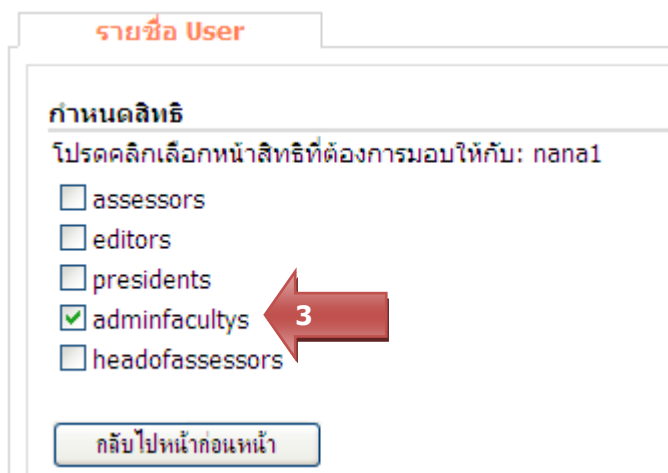 รายชื่อ User
กำหนดสิทธิ
โปรดคลิกเลือกหน้าสิทธิที่ต้องการมอบให้กับ: nana1
assessors
editors
presidents
adminfacultys 3
headofassessors
กลับไปหน้าก่อนหน้า